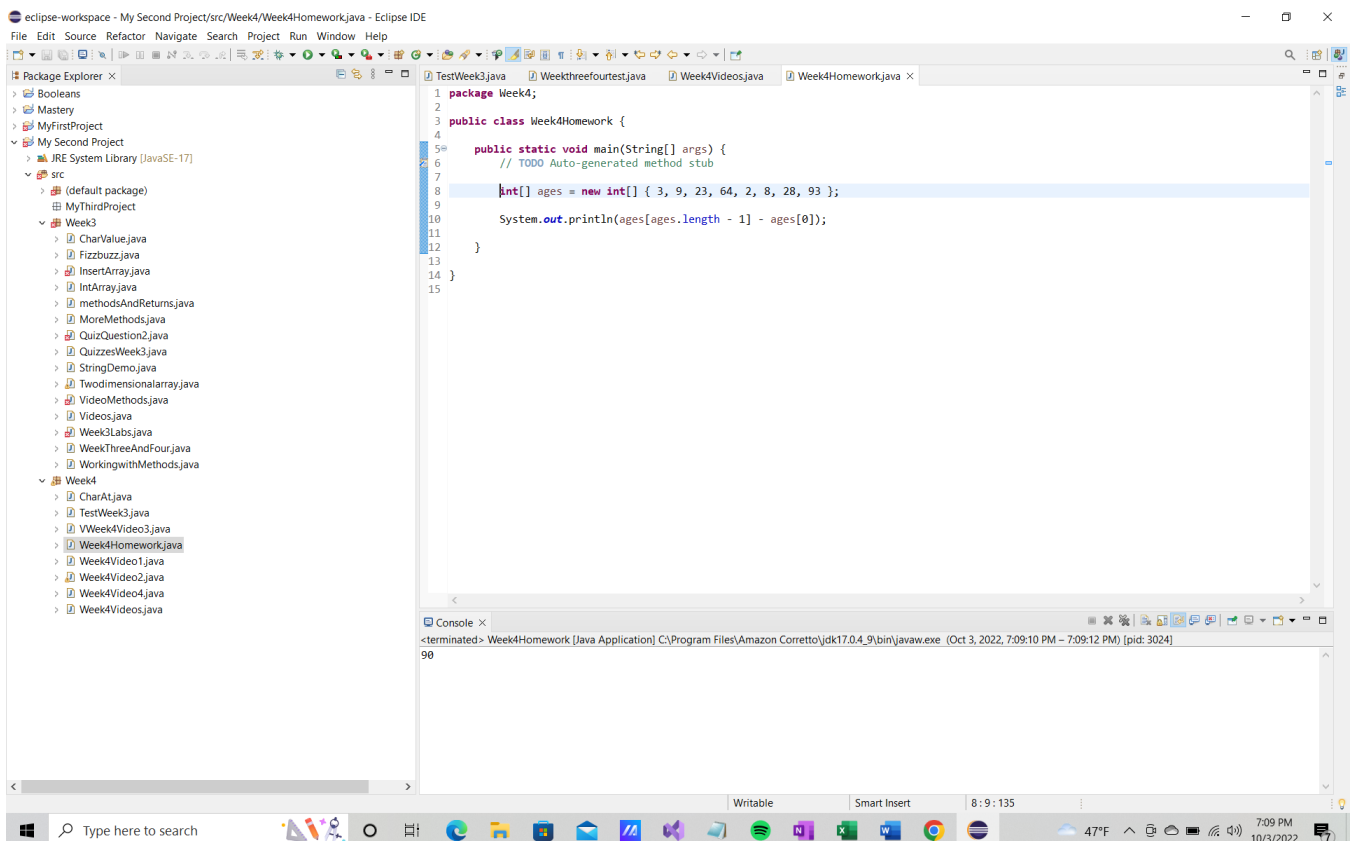 eclipse-workspace - My Second Project/src/Week4/Week4Homework.java - Eclipse IDE
File Edit Source Refactor Navigate Search Project Run Window Help
Package Explorer
Booleans
Mastery
MyFirstProject
My Second Project
JRE System Library [JavaSE-17]
src
(default package)
MyThirdProject
Week3
CharValue.java
Fizzbuzz.java
InsertArray.java
IntArray.java
methodsAndReturns.java
MoreMethods.java
QuizQuestion2.java
QuizzesWeek3.java
StringDemo.java
Twodimensionalarray.java
VideoMethods.java
Videos.java
Week3Labs.java
WeekThreeAndFour.java
WorkingwithMethods.java
Week4
CharAt.java
TestWeek3.java
VWeek4Video3.java
Week4Homework.java
Week4Video1.java
Week4Video2.java
Week4Video4.java
Week4Videos.java
TestWeek3.java Weekthreefourtest.java Week4Videos.java Week4Homework.java
1 package Week4;
2
3 public class Week4Homework {
4
5 public static void main(String[] args) {
6 // TODO Auto-generated method stub
7
8 int[] ages = new int[] { 3, 9, 23, 64, 2, 8, 28, 93 };
9
10 System.out.println(ages[ages.length - 1] - ages[0]);
11
12 }
13
14 }
15
Console
<terminated> Week4Homework [Java Application] C:\Program Files\Amazon Corretto\jdk17.0.4_9\bin\javaw.exe (Oct 3, 2022, 7:09:10 PM – 7:09:12 PM) [pid: 3024]
90
Writable Smart Insert 8 : 9 : 135
Type here to search
47°F
7:09 PM
10/3/2022
7